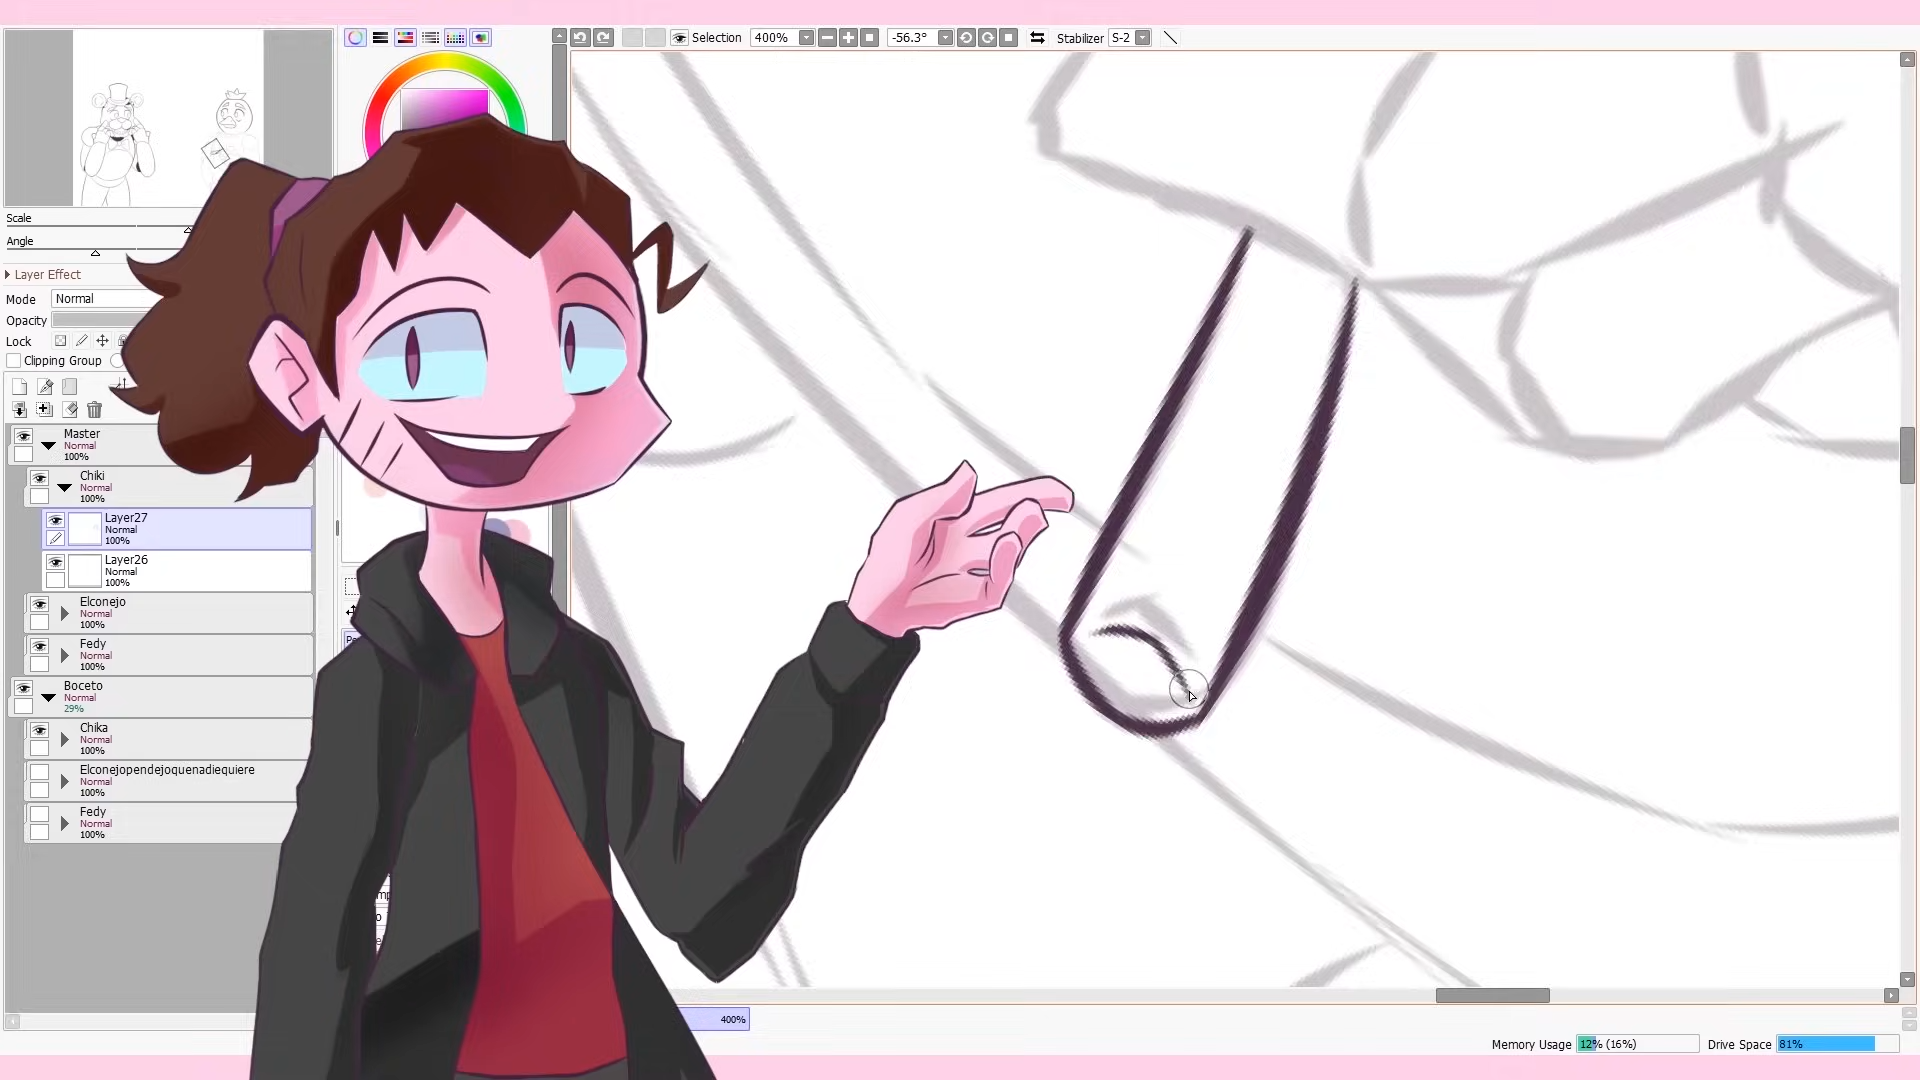 Selection
400%
-56.3°
Stabilizer
S-2
Scale
Angle
Layer Effect
Mode
Normal
Opacity
Lock
Clipping Group
Master
Normal
100%
Chiki
Normal
100%
Layer27
Normal
100%
Layer26
Normal
100%
Elconejo
Normal
100%
Fedy
Normal
100%
Boceto
Normal
29%
Chika
Normal
100%
Elconejopendejoquenadiequiere
Normal
100%
Fedy
Normal
100%
400%
Memory Usage
12% (16%)
Drive Space
81%